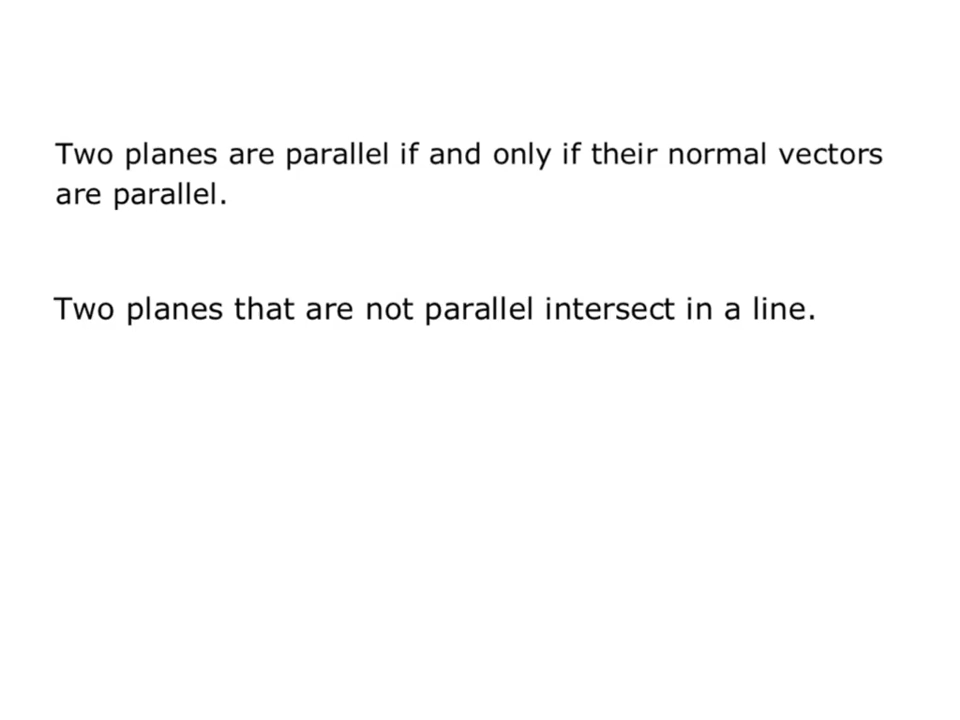 Two planes are parallel if and only if their normal vectors
are parallel.
Two planes that are not parallel intersect in a line.